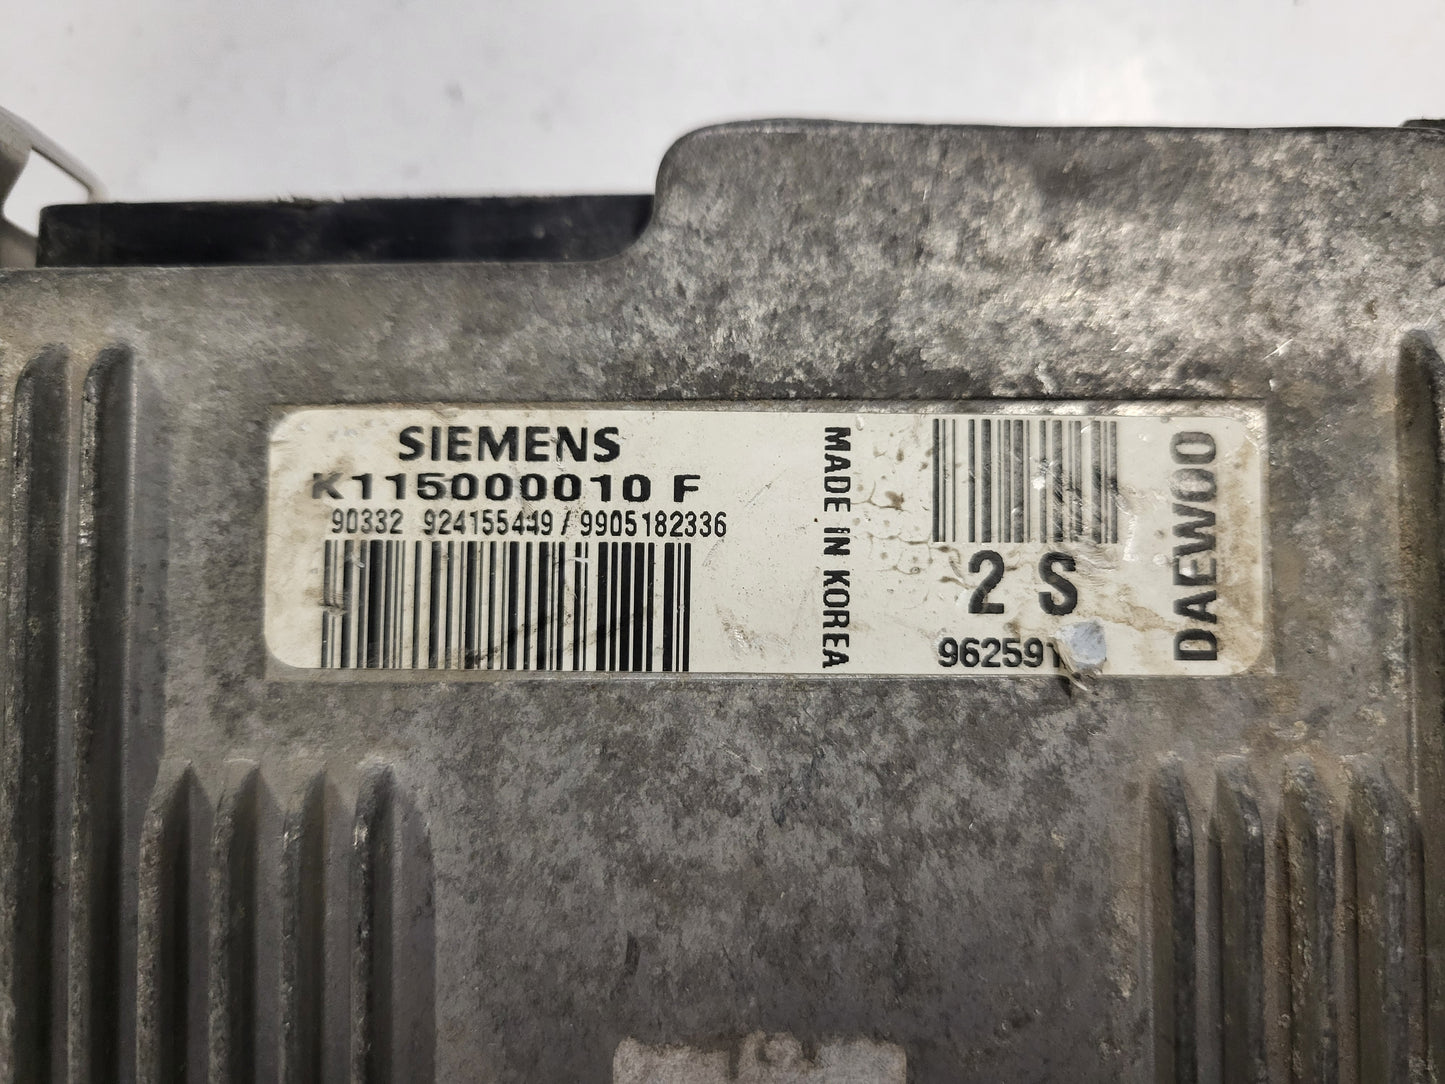 SIEMENS
K115000010 F
90332 924155449 / 9905182336
MADE IN KOREA
2 S
DAEWOO